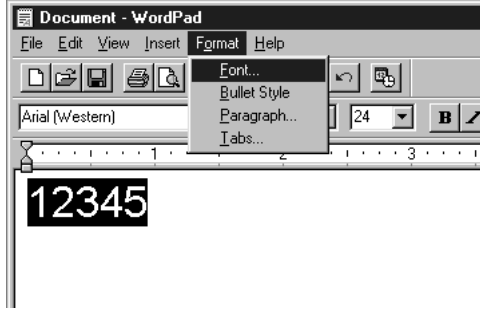 Document - WordPad
File Edit View Insert Format Help
Font...
Bullet Style
Paragraph...
Tabs...
Arial (Western) 24 B I
1 2 3
12345